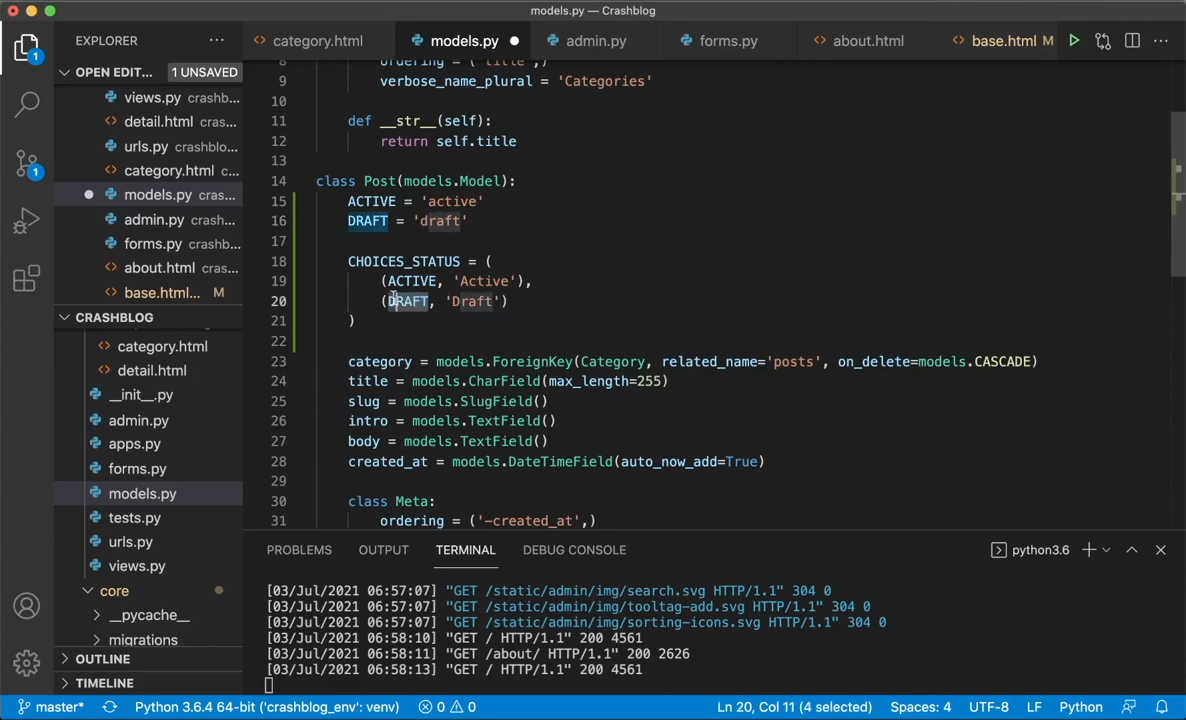 models.py — Crashblog
EXPLORER
category.html
models.py
admin.py
forms.py
about.html
base.html M
OPEN EDIT... 1 UNSAVED
views.py crashb...
detail.html cras...
urls.py crashblo...
category.html c...
models.py cras...
admin.py crash...
forms.py crashb...
about.html cras...
base.html... M
CRASHBLOG
category.html
detail.html
__init__.py
admin.py
apps.py
forms.py
models.py
tests.py
urls.py
views.py
core
__pycache__
migrations
OUTLINE
TIMELINE
1
1
8 ordering = ('title',)
9 verbose_name_plural = 'Categories'
10
11 def __str__(self):
12 return self.title
13
14 class Post(models.Model):
15 ACTIVE = 'active'
16 DRAFT = 'draft'
17
18 CHOICES_STATUS = (
19 (ACTIVE, 'Active'),
20 (DRAFT, 'Draft')
21 )
22
23 category = models.ForeignKey(Category, related_name='posts', on_delete=models.CASCADE)
24 title = models.CharField(max_length=255)
25 slug = models.SlugField()
26 intro = models.TextField()
27 body = models.TextField()
28 created_at = models.DateTimeField(auto_now_add=True)
29
30 class Meta:
31 ordering = ('-created_at',)
PROBLEMS OUTPUT TERMINAL DEBUG CONSOLE python3.6
[03/Jul/2021 06:57:07] "GET /static/admin/img/search.svg HTTP/1.1" 304 0
[03/Jul/2021 06:57:07] "GET /static/admin/img/tooltag-add.svg HTTP/1.1" 304 0
[03/Jul/2021 06:57:07] "GET /static/admin/img/sorting-icons.svg HTTP/1.1" 304 0
[03/Jul/2021 06:58:10] "GET / HTTP/1.1" 200 4561
[03/Jul/2021 06:58:11] "GET /about/ HTTP/1.1" 200 2626
[03/Jul/2021 06:58:13] "GET / HTTP/1.1" 200 4561
master* Python 3.6.4 64-bit ('crashblog_env': venv) 0 0 Ln 20, Col 11 (4 selected) Spaces: 4 UTF-8 LF Python